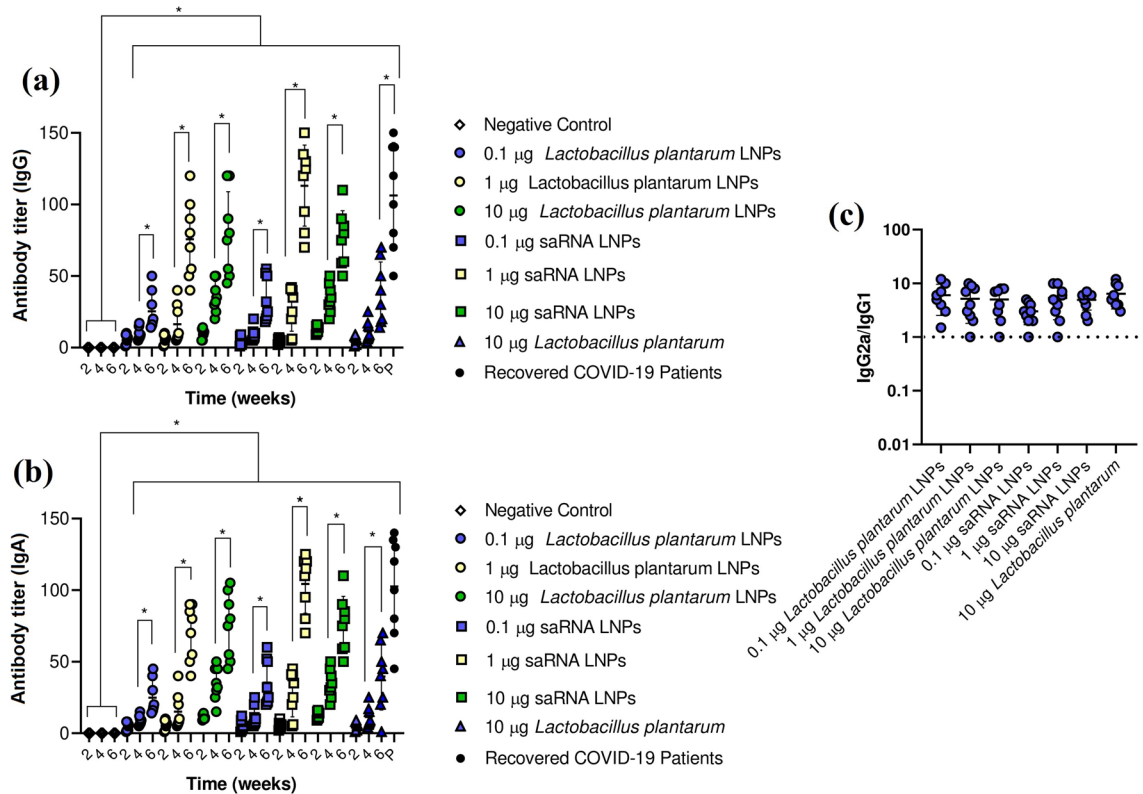 *
(a)
* * * * * * *
150
100
50
0
Antibody titer (IgG)
2 4 6 2 4 6 2 4 6 2 4 6 2 4 6 2 4 6 2 4 6 2 4 6 P
Time (weeks)
Negative Control
0.1 µg Lactobacillus plantarum LNPs
1 µg Lactobacillus plantarum LNPs
10 µg Lactobacillus plantarum LNPs
0.1 µg saRNA LNPs
1 µg saRNA LNPs
10 µg saRNA LNPs
10 µg Lactobacillus plantarum
Recovered COVID-19 Patients
*
(b)
* * * * * * *
150
100
50
0
Antibody titer (IgA)
2 4 6 2 4 6 2 4 6 2 4 6 2 4 6 2 4 6 2 4 6 2 4 6 P
Time (weeks)
Negative Control
0.1 µg Lactobacillus plantarum LNPs
1 µg Lactobacillus plantarum LNPs
10 µg Lactobacillus plantarum LNPs
0.1 µg saRNA LNPs
1 µg saRNA LNPs
10 µg saRNA LNPs
10 µg Lactobacillus plantarum
Recovered COVID-19 Patients
(c)
100
10
1
0.1
0.01
IgG2a/IgG1
0.1 µg Lactobacillus plantarum LNPs
1 µg Lactobacillus plantarum LNPs
10 µg Lactobacillus plantarum LNPs
0.1 µg saRNA LNPs
1 µg saRNA LNPs
10 µg saRNA LNPs
10 µg Lactobacillus plantarum